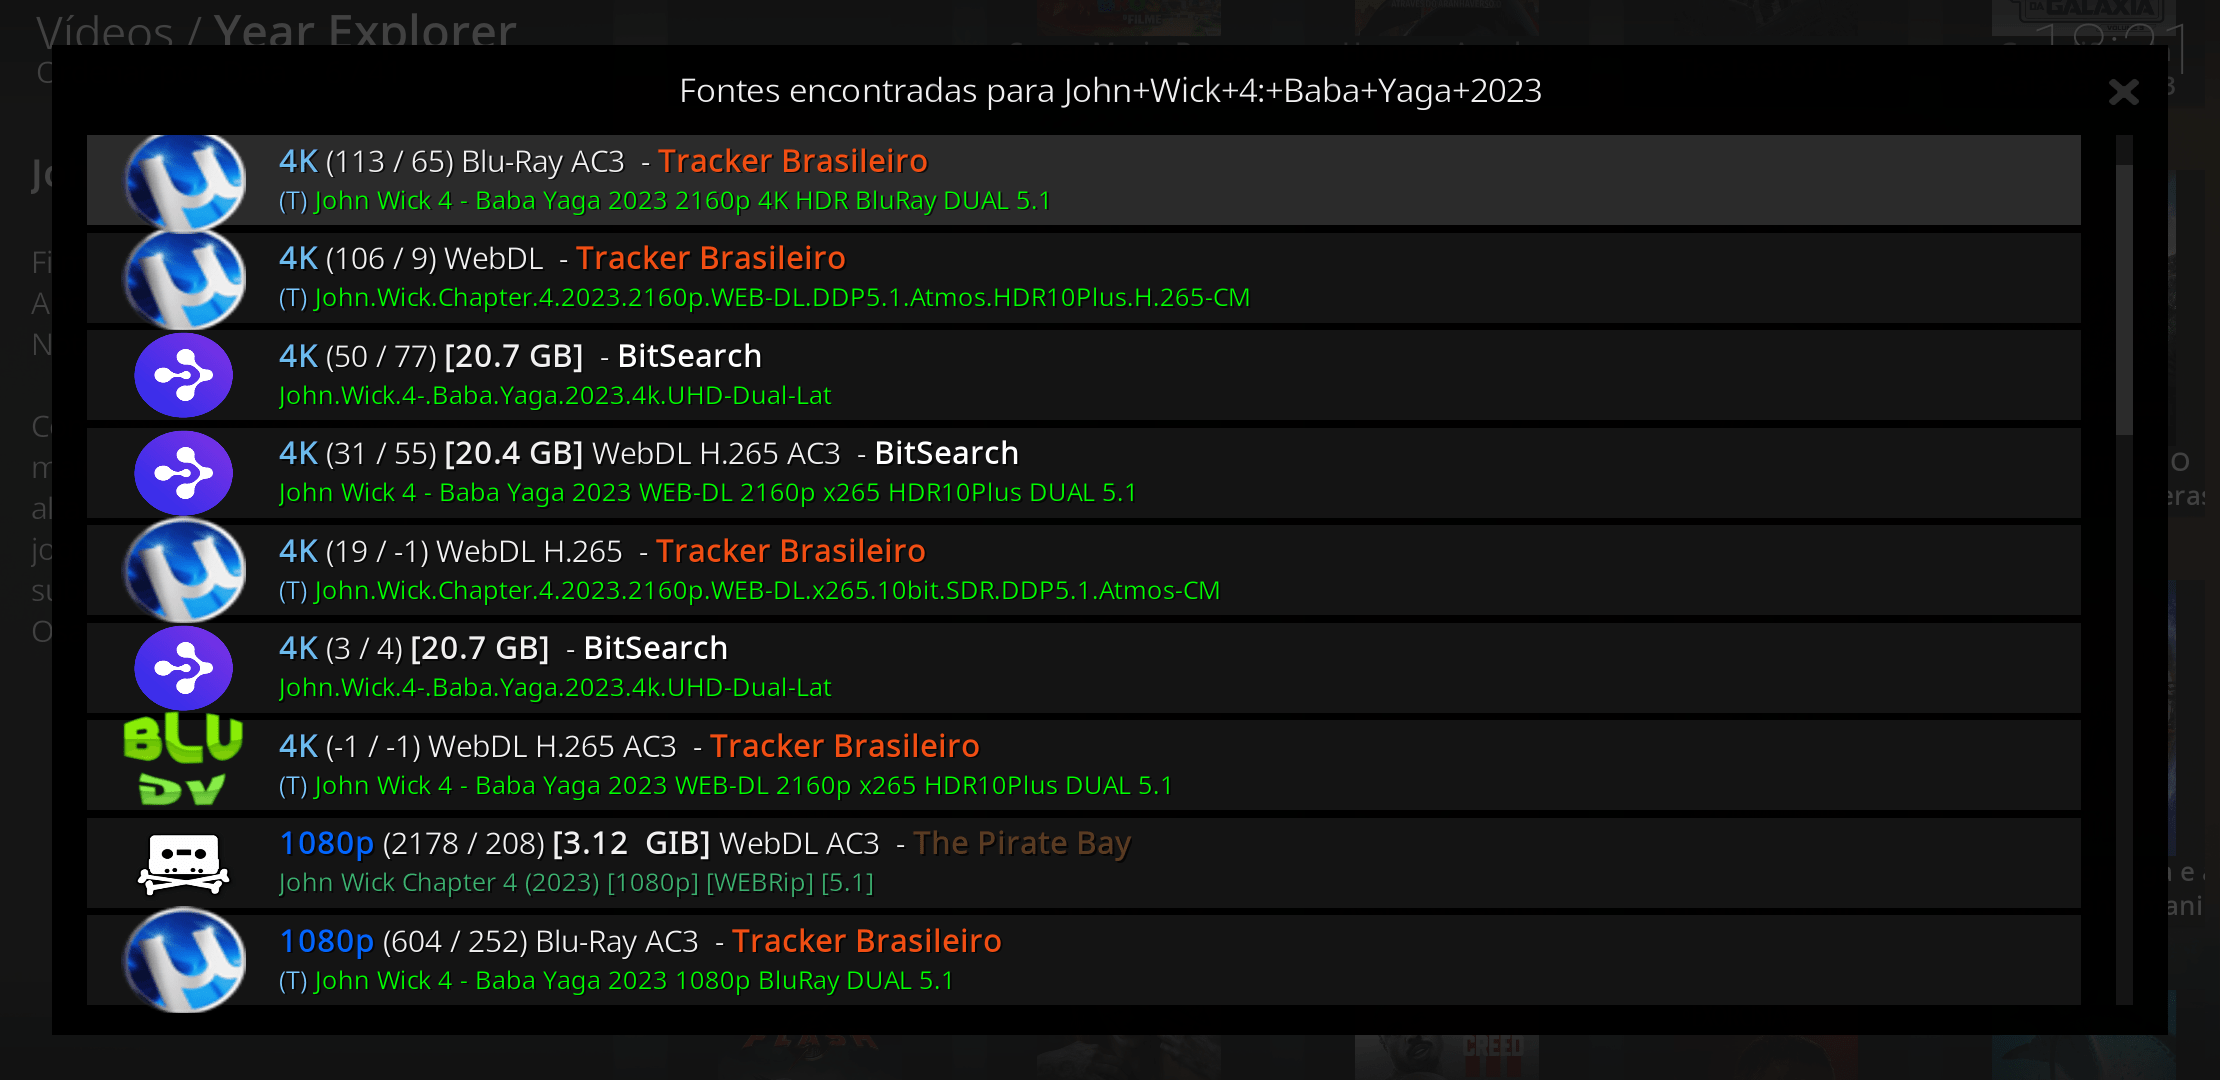 Vídeos / Year Explorer
Fontes encontradas para John+Wick+4:+Baba+Yaga+2023
4K (113 / 65) Blu-Ray AC3 - Tracker Brasileiro
(T) John Wick 4 - Baba Yaga 2023 2160p 4K HDR BluRay DUAL 5.1
4K (106 / 9) WebDL - Tracker Brasileiro
(T) John.Wick.Chapter.4.2023.2160p.WEB-DL.DDP5.1.Atmos.HDR10Plus.H.265-CM
4K (50 / 77) [20.7 GB] - BitSearch
John.Wick.4-.Baba.Yaga.2023.4k.UHD-Dual-Lat
4K (31 / 55) [20.4 GB] WebDL H.265 AC3 - BitSearch
John Wick 4 - Baba Yaga 2023 WEB-DL 2160p x265 HDR10Plus DUAL 5.1
4K (19 / -1) WebDL H.265 - Tracker Brasileiro
(T) John.Wick.Chapter.4.2023.2160p.WEB-DL.x265.10bit.SDR.DDP5.1.Atmos-CM
4K (3 / 4) [20.7 GB] - BitSearch
John.Wick.4-.Baba.Yaga.2023.4k.UHD-Dual-Lat
BLU
DV
4K (-1 / -1) WebDL H.265 AC3 - Tracker Brasileiro
(T) John Wick 4 - Baba Yaga 2023 WEB-DL 2160p x265 HDR10Plus DUAL 5.1
1080p (2178 / 208) [3.12 GIB] WebDL AC3 - The Pirate Bay
John Wick Chapter 4 (2023) [1080p] [WEBRip] [5.1]
1080p (604 / 252) Blu-Ray AC3 - Tracker Brasileiro
(T) John Wick 4 - Baba Yaga 2023 1080p BluRay DUAL 5.1
CREED